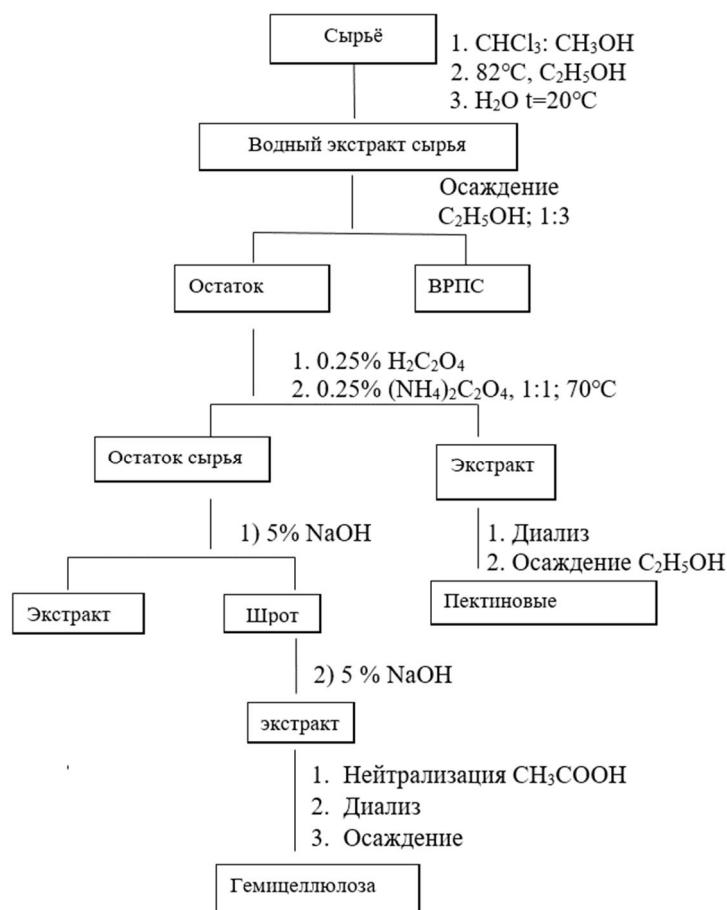 Сырьё
1. CHCl₃: CH₃OH
2. 82℃, C₂H₅OH
3. H₂O t=20℃
Водный экстракт сырья
Осаждение
C₂H₅OH; 1:3
Остаток
ВРПС
1. 0.25% H₂C₂O₄
2. 0.25% (NH₄)₂C₂O₄, 1:1; 70℃
Остаток сырья
Экстракт
1) 5% NaOH
1. Диализ
2. Осаждение C₂H₅OH
Экстракт
Шрот
Пектиновые
2) 5 % NaOH
экстракт
1. Нейтрализация CH₃COOH
2. Диализ
3. Осаждение
Гемицеллюлоза